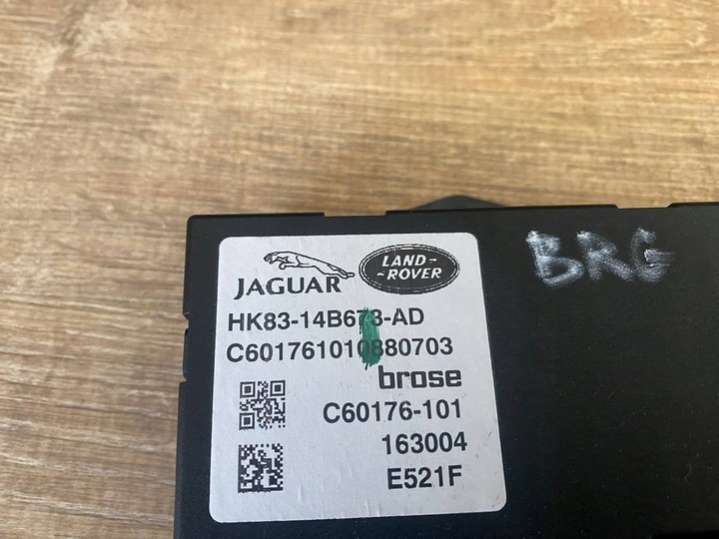 BRG
JAGUAR
LAND-
-ROVER
HK83-14B673-AD
C601761010880703
brose
C60176-101
163004
E521F